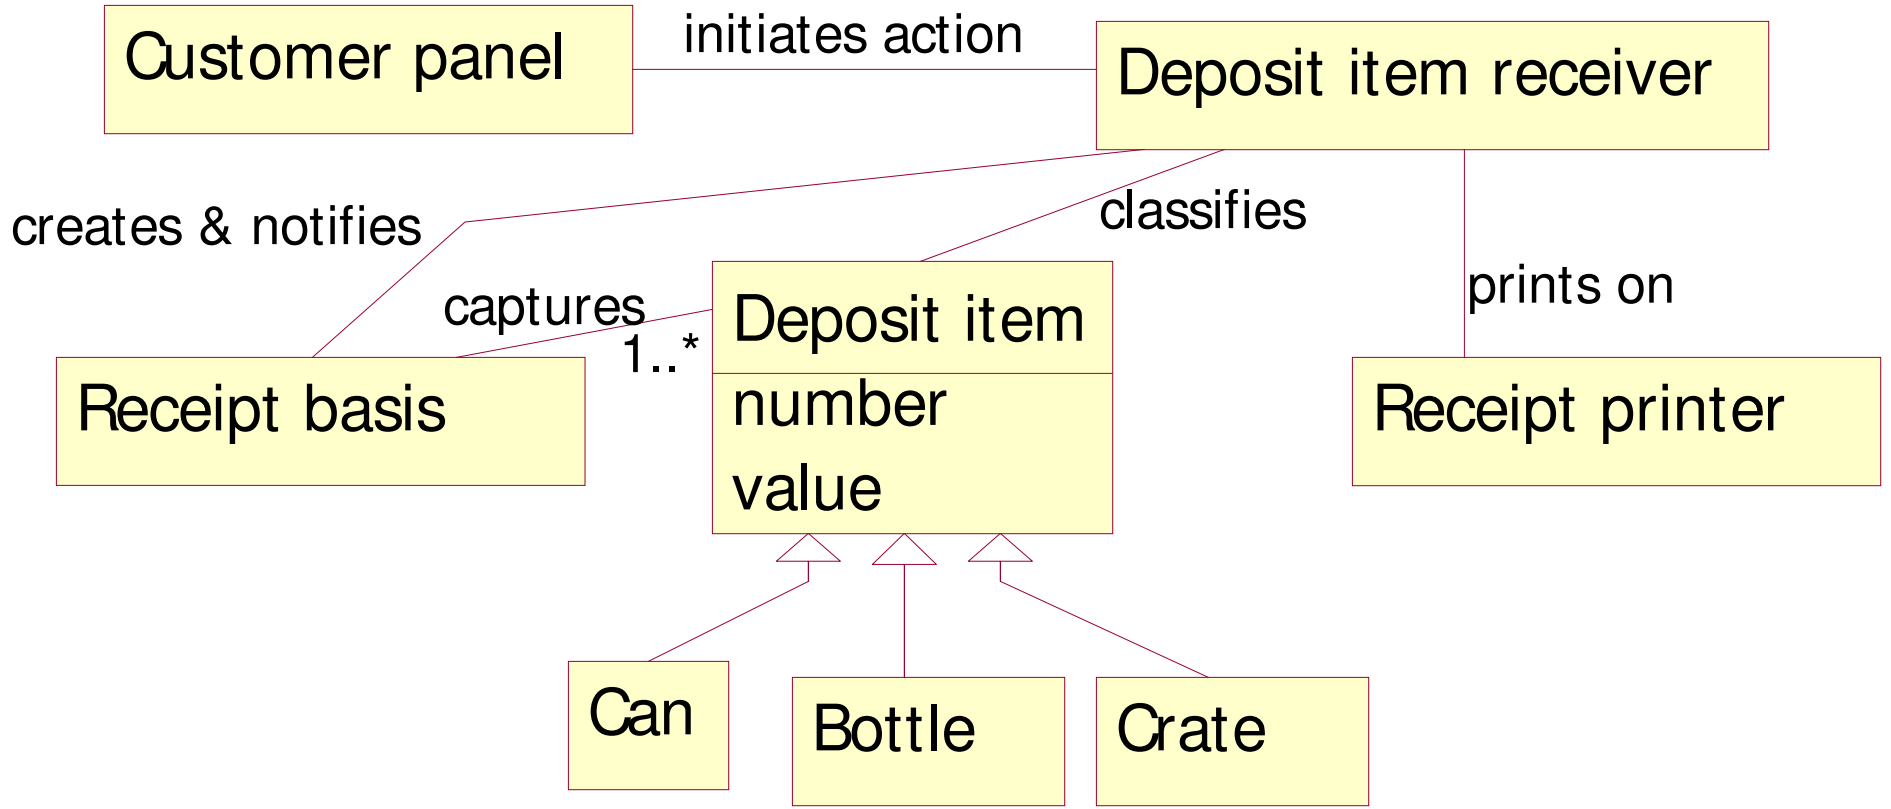 Customer panel
initiates action
Deposit item receiver
creates & notifies
classifies
captures
1..*
Deposit item
prints on
Receipt basis
number
value
Receipt printer
Can
Bottle
Crate